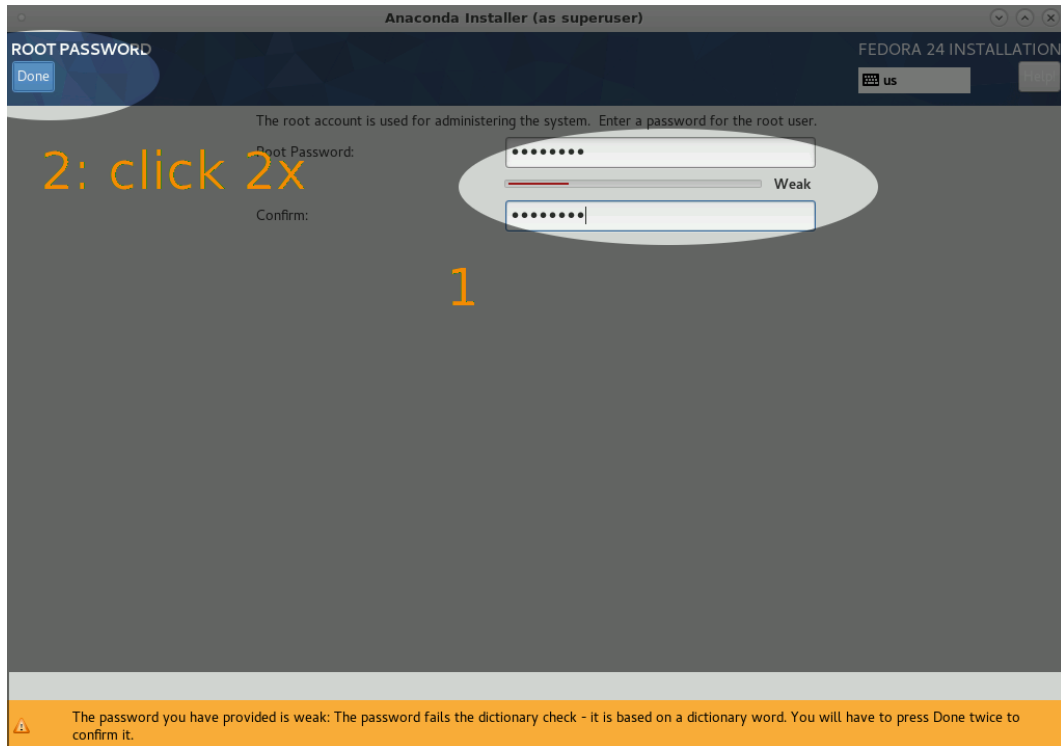 Anaconda Installer (as superuser)
ROOT PASSWORD
FEDORA 24 INSTALLATION
Done
us
Help
The root account is used for administering the system. Enter a password for the root user.
Root Password:
••••••••
2: click 2x
Weak
Confirm:
••••••••
1
The password you have provided is weak: The password fails the dictionary check - it is based on a dictionary word. You will have to press Done twice to
confirm it.